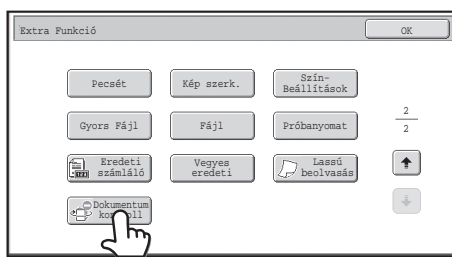 Extra Funkció
OK
Pecsét
Kép szerk.
Szín-
Beállítások
Gyors Fájl
Fájl
Próbanyomat
2
2
Eredeti
számláló
Vegyes
eredeti
Lassú
beolvasás
Dokumentum